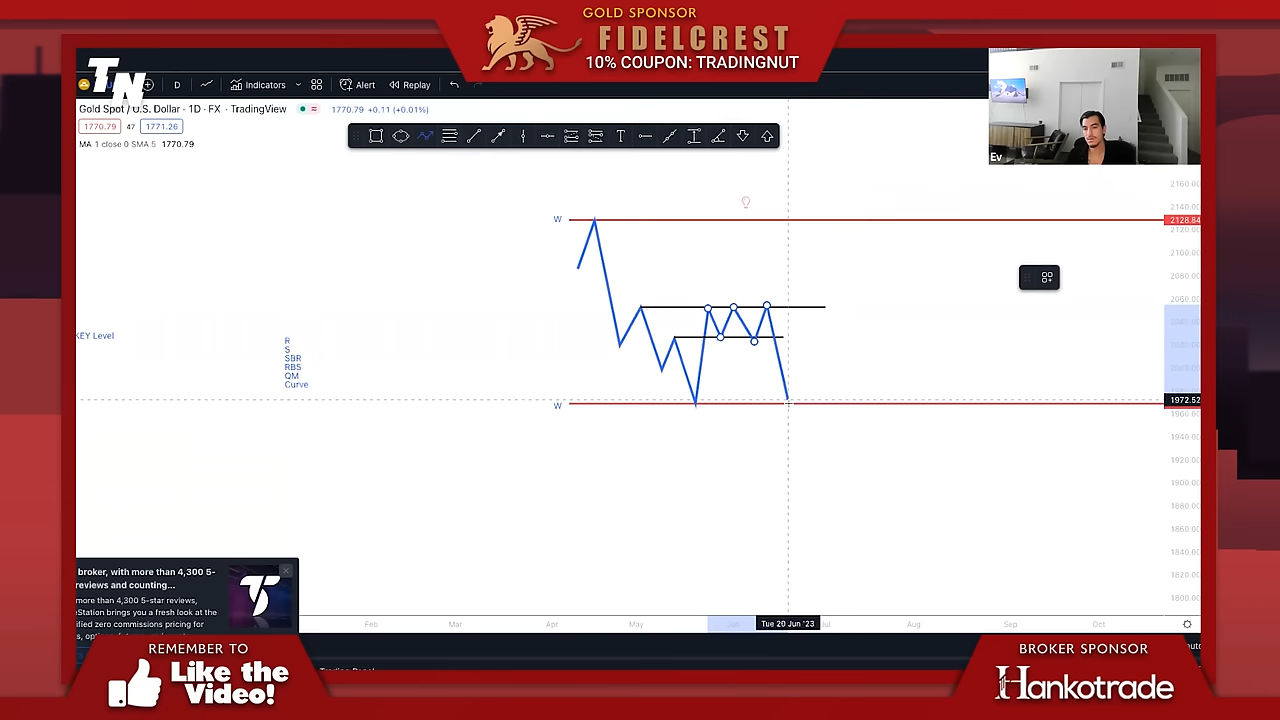 GOLD SPONSOR
FIDELCREST
10% COUPON: TRADINGNUT
TN
D
Indicators
Alert
Replay
Gold Spot / U.S. Dollar · 1D · FX · TradingView
1770.79 +0.11 (+0.01%)
1770.79 47 1771.26
MA 1 close 0 SMA 5 1770.79
T
Ev
W
W
KEY Level
R
S
SBR
RBS
QM
Curve
2160.00
2140.00
2128.84
2120.00
2100.00
2080.00
2060.00
1972.52
1960.00
1940.00
1920.00
1900.00
1880.00
1860.00
1840.00
1820.00
1800.00
broker, with more than 4,300 5-
reviews and counting...
more than 4,300 5-star reviews,
Station brings you a fresh look at the
ified zero commissions pricing for
Feb
Mar
Apr
May
Jun
Tue 20 Jun '23
Jul
Aug
Sep
Oct
REMEMBER TO
Like the
Video!
BROKER SPONSOR
Hankotrade